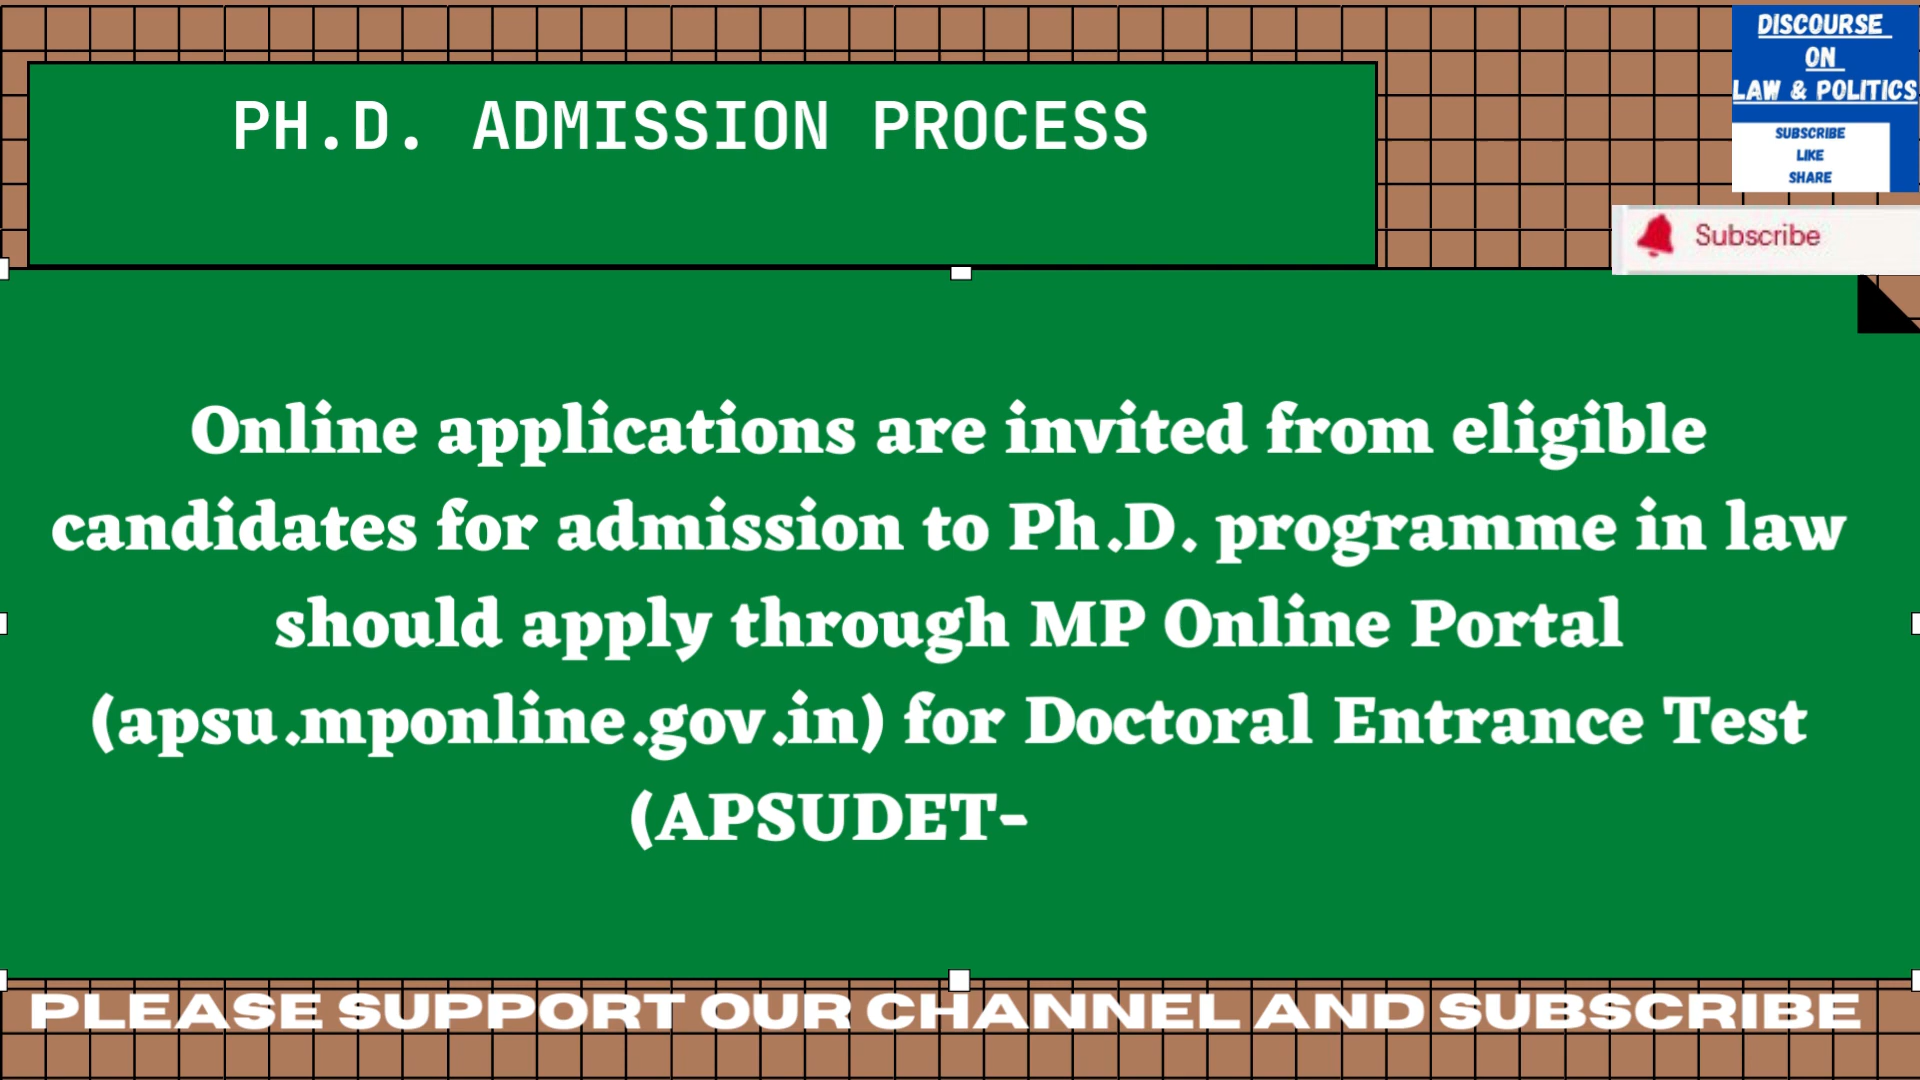 PH.D. ADMISSION PROCESS
DISCOURSE
ON
LAW & POLITICS
SUBSCRIBE
LIKE
SHARE
Subscribe
Online applications are invited from eligible
candidates for admission to Ph.D. programme in law
should apply through MP Online Portal
(apsu.mponline.gov.in) for Doctoral Entrance Test
(APSUDET-
PLEASE SUPPORT OUR CHANNEL AND SUBSCRIBE